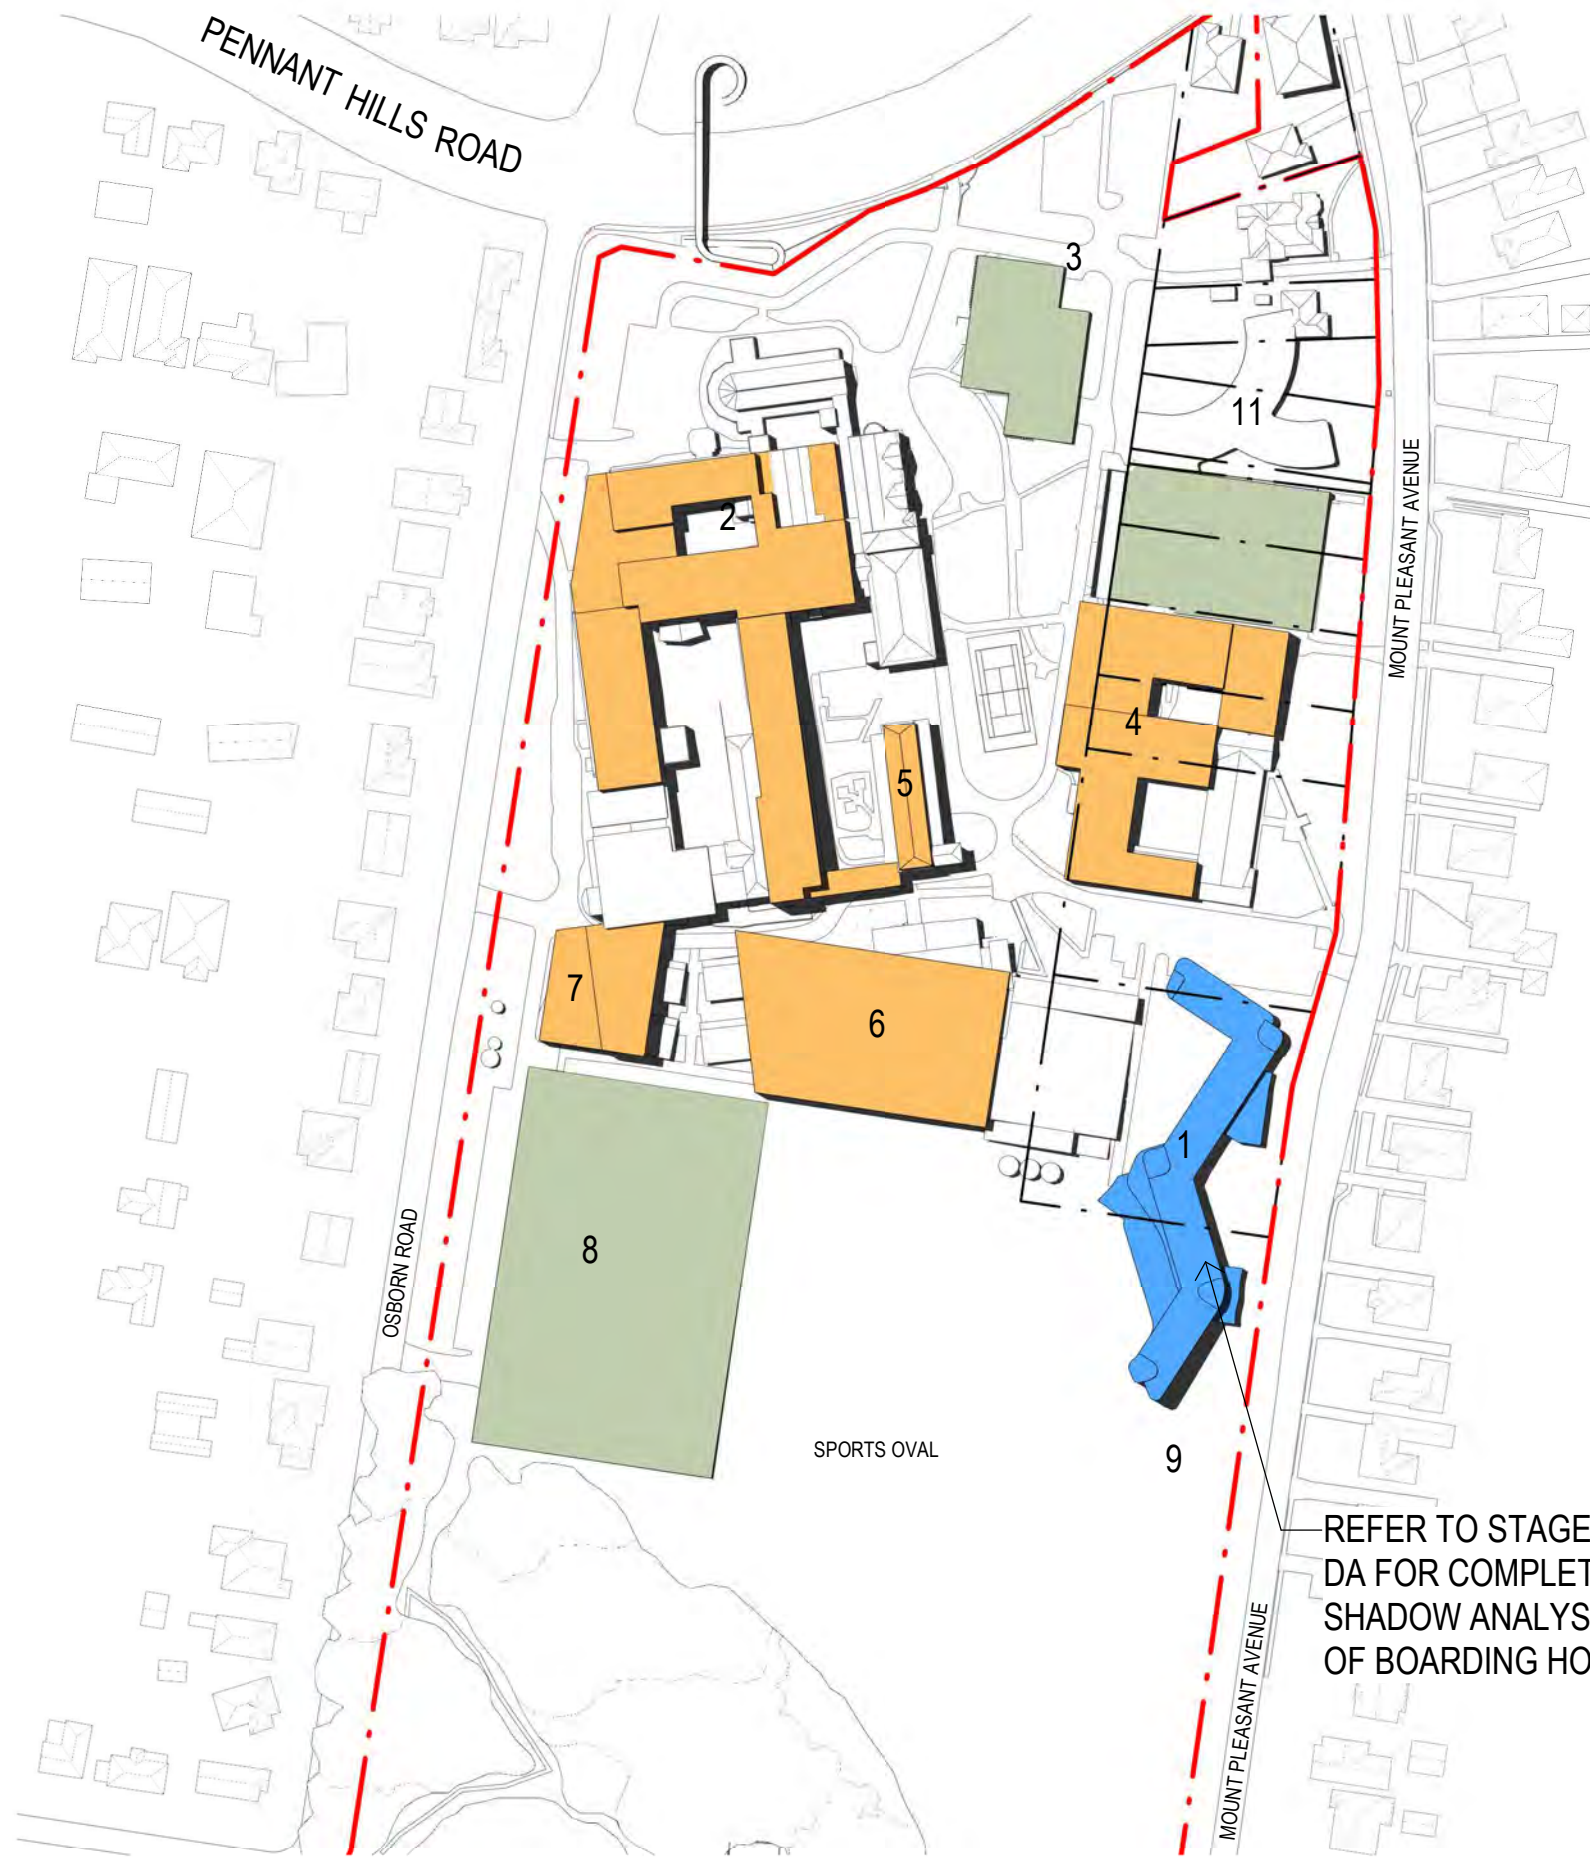 PENNANT HILLS ROAD
3
11
2
MOUNT PLEASANT AVENUE
4
5
7
6
1
8
OSBORN ROAD
SPORTS OVAL
9
REFER TO STAGE
DA FOR COMPLET
SHADOW ANALYS
OF BOARDING HO
MOUNT PLEASANT AVENUE